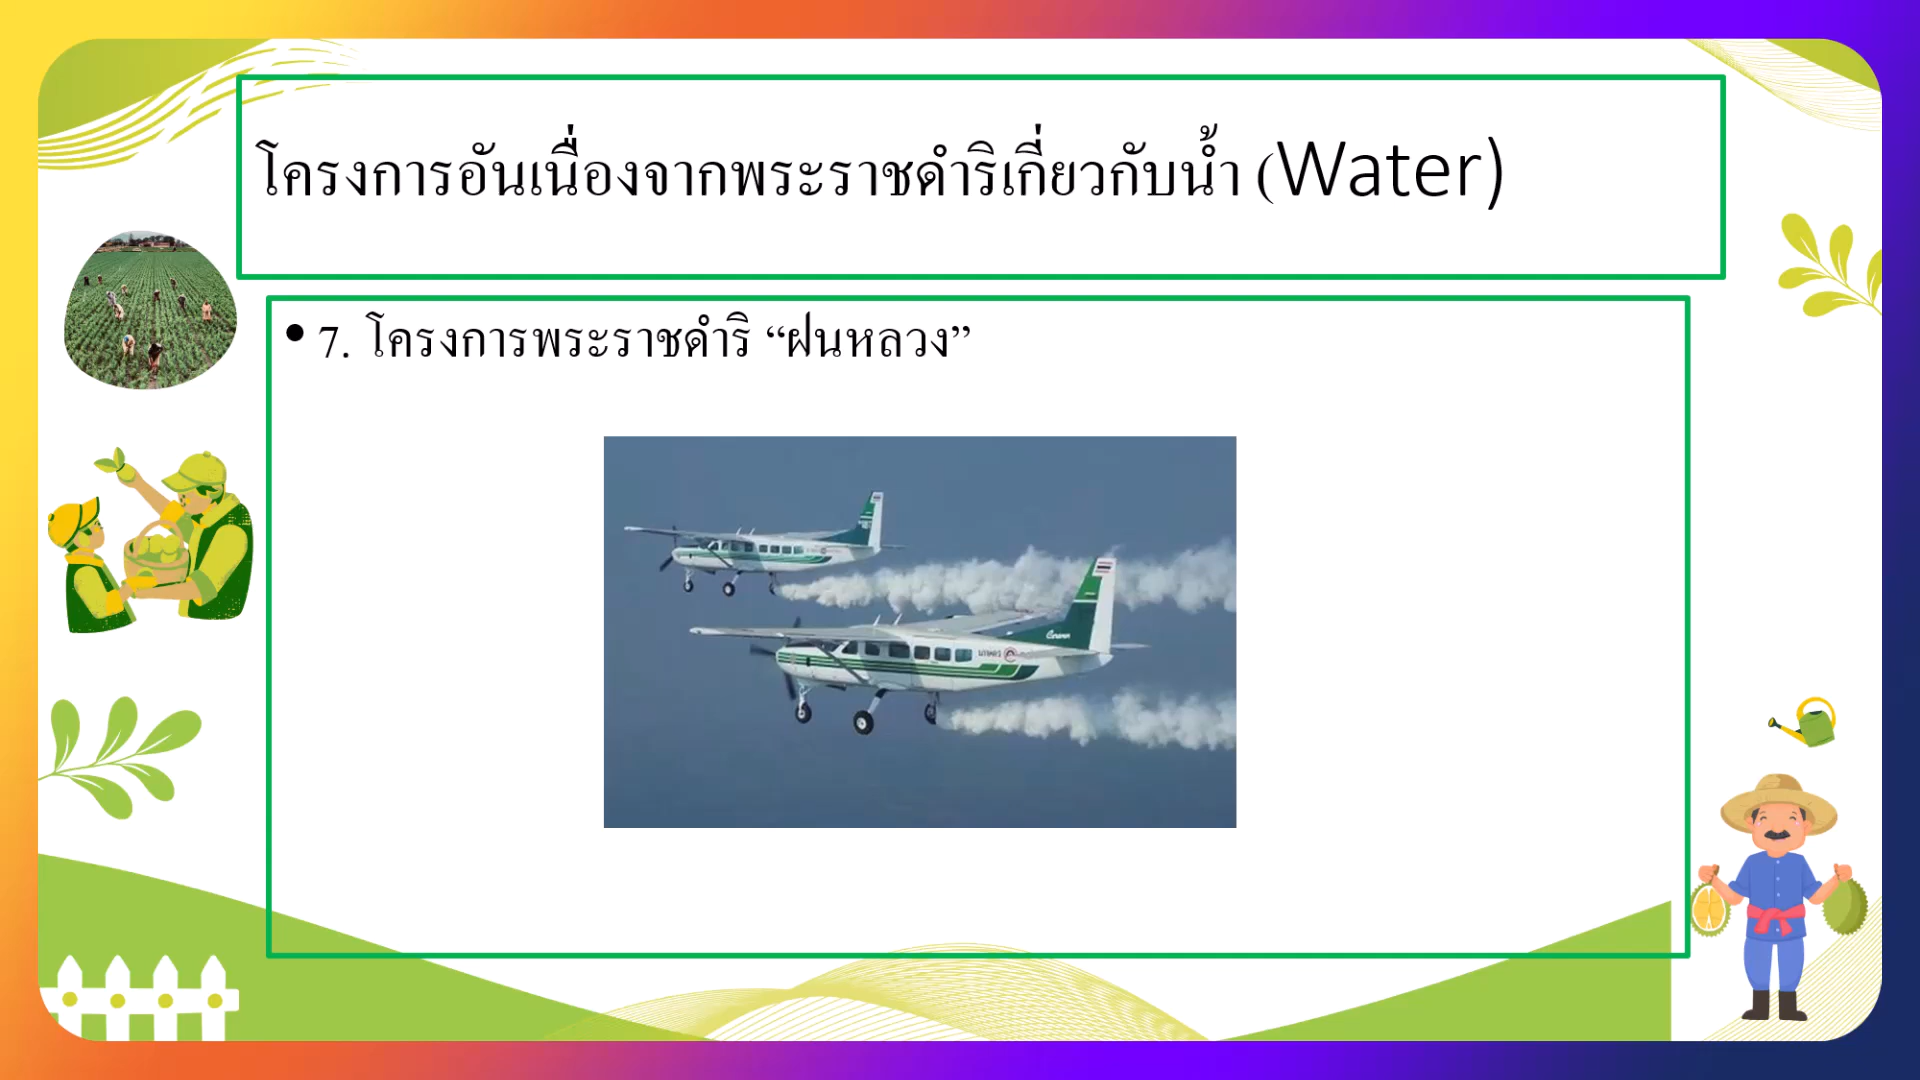 โครงการอันเนื่องจากพระราชดำริเกี่ยวกับน้ำ (Water)
• 7. โครงการพระราชดำริ “ฝนหลวง”